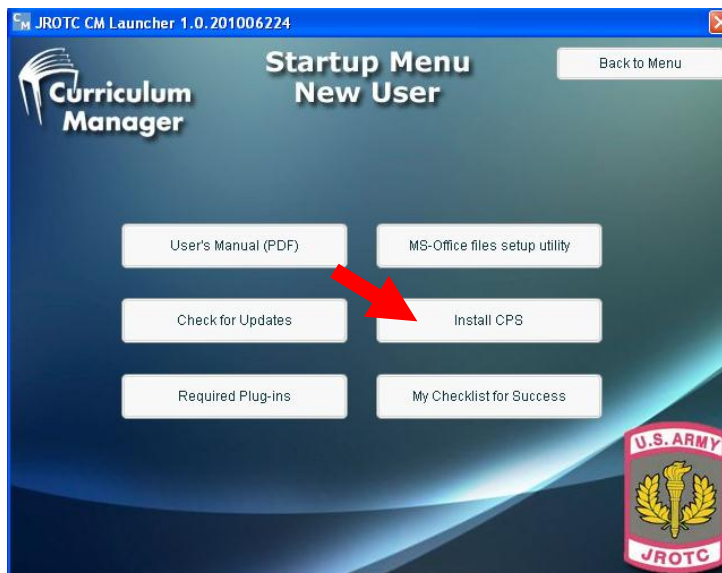 CM JROTC CM Launcher 1.0.201006224
Curriculum
Manager
Startup Menu
New User
Back to Menu
User's Manual (PDF)
MS-Office files setup utility
Check for Updates
Install CPS
Required Plug-ins
My Checklist for Success
U.S. ARMY
JROTC